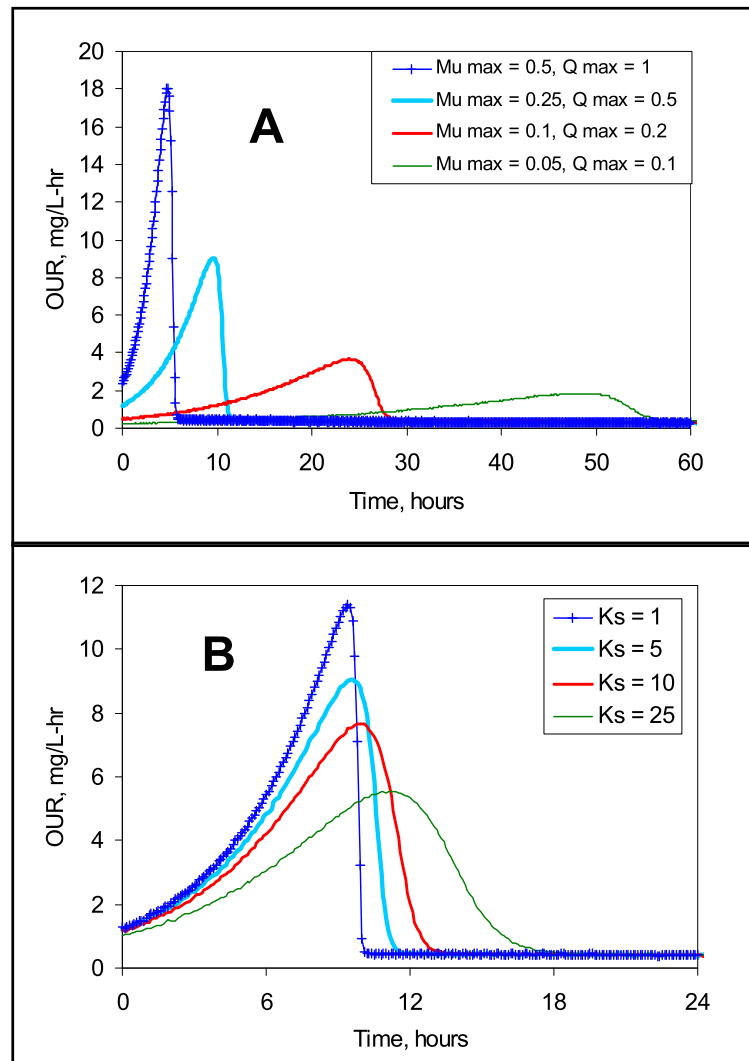 20
18
16
14
12
10
8
6
4
2
0
OUR, mg/L-hr
A
Mu max = 0.5, Q max = 1
Mu max = 0.25, Q max = 0.5
Mu max = 0.1, Q max = 0.2
Mu max = 0.05, Q max = 0.1
0 10 20 30 40 50 60
Time, hours
12
10
8
6
4
2
0
OUR, mg/L-hr
B
Ks = 1
Ks = 5
Ks = 10
Ks = 25
0 6 12 18 24
Time, hours